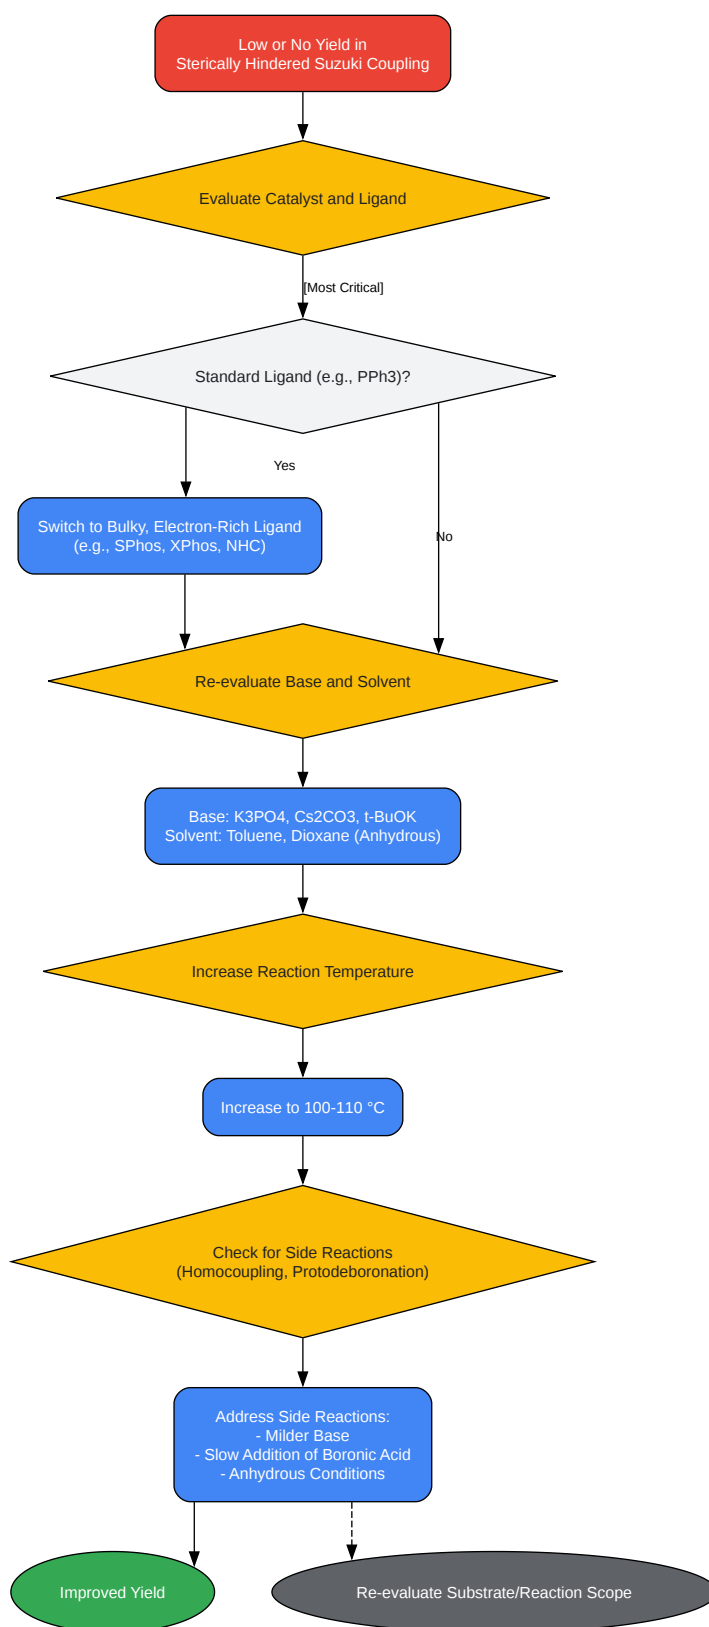 Low or No Yield in
Sterically Hindered Suzuki Coupling
Evaluate Catalyst and Ligand
[Most Critical]
Standard Ligand (e.g., PPh3)?
Yes
Switch to Bulky, Electron-Rich Ligand
(e.g., SPhos, XPhos, NHC)
No
Re-evaluate Base and Solvent
Base: K3PO4, Cs2CO3, t-BuOK
Solvent: Toluene, Dioxane (Anhydrous)
Increase Reaction Temperature
Increase to 100-110 °C
Check for Side Reactions
(Homocoupling, Protodeboronation)
Address Side Reactions:
- Milder Base
- Slow Addition of Boronic Acid
- Anhydrous Conditions
Improved Yield
Re-evaluate Substrate/Reaction Scope